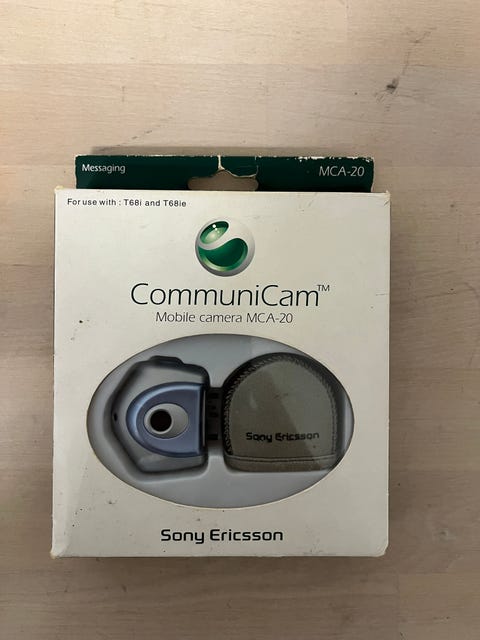 Messaging
MCA-20
For use with : T68i and T68ie
CommuniCam™
Mobile camera MCA-20
Sony Ericsson
Sony Ericsson